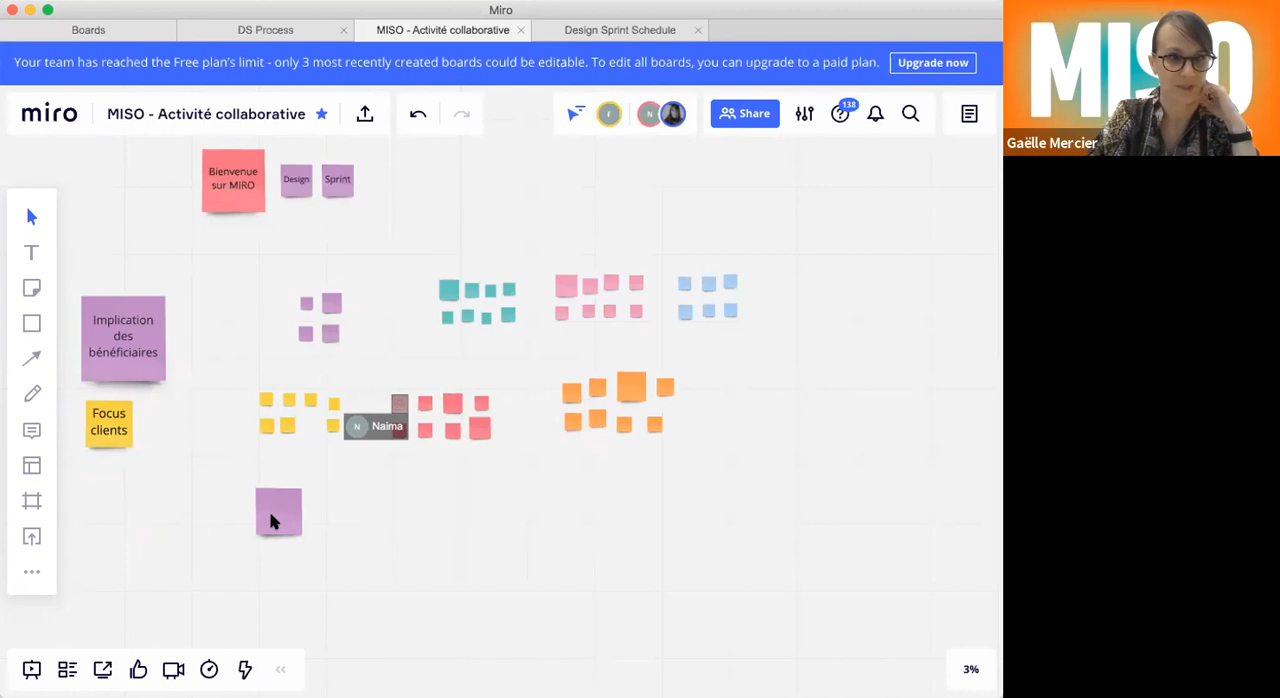 Miro
Boards
DS Process
MISO - Activité collaborative
Design Sprint Schedule
Your team has reached the Free plan's limit - only 3 most recently created boards could be editable. To edit all boards, you can upgrade to a paid plan.
Upgrade now
miro
MISO - Activité collaborative
F
N
Share
138
Bienvenue
sur MIRO
Design
Sprint
Implication
des
bénéficiaires
Focus
clients
N
Naima
3%
MISO
Gaëlle Mercier